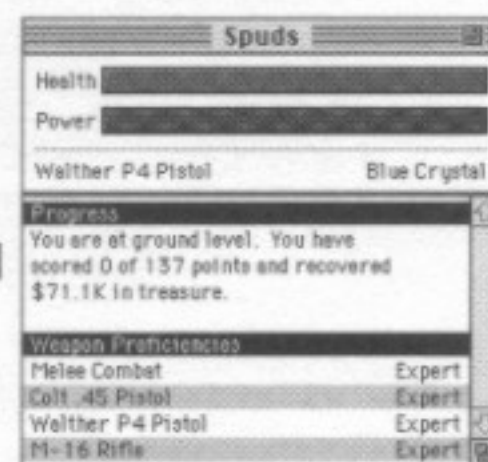 Spuds
Health
Power
Walther P4 Pistol Blue Crystal
Progress
You are at ground level. You have
scored 0 of 137 points and recovered
$71.1K in treasure.
Weapon Proficiencies
Melee Combat Expert
Colt .45 Pistol Expert
Walther P4 Pistol Expert
M-16 Rifle Expert